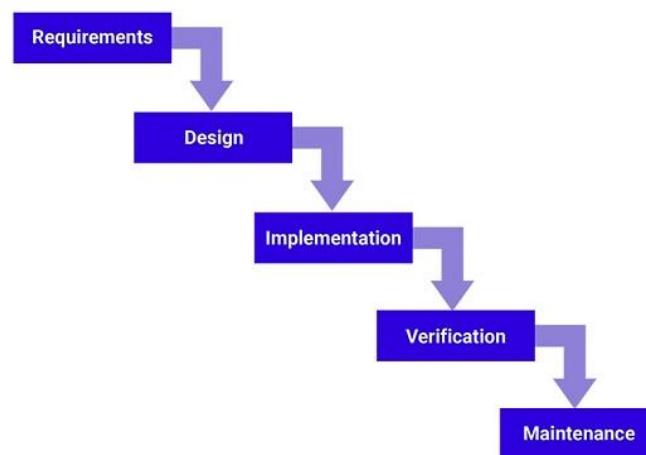 Requirements
Design
Implementation
Verification
Maintenance